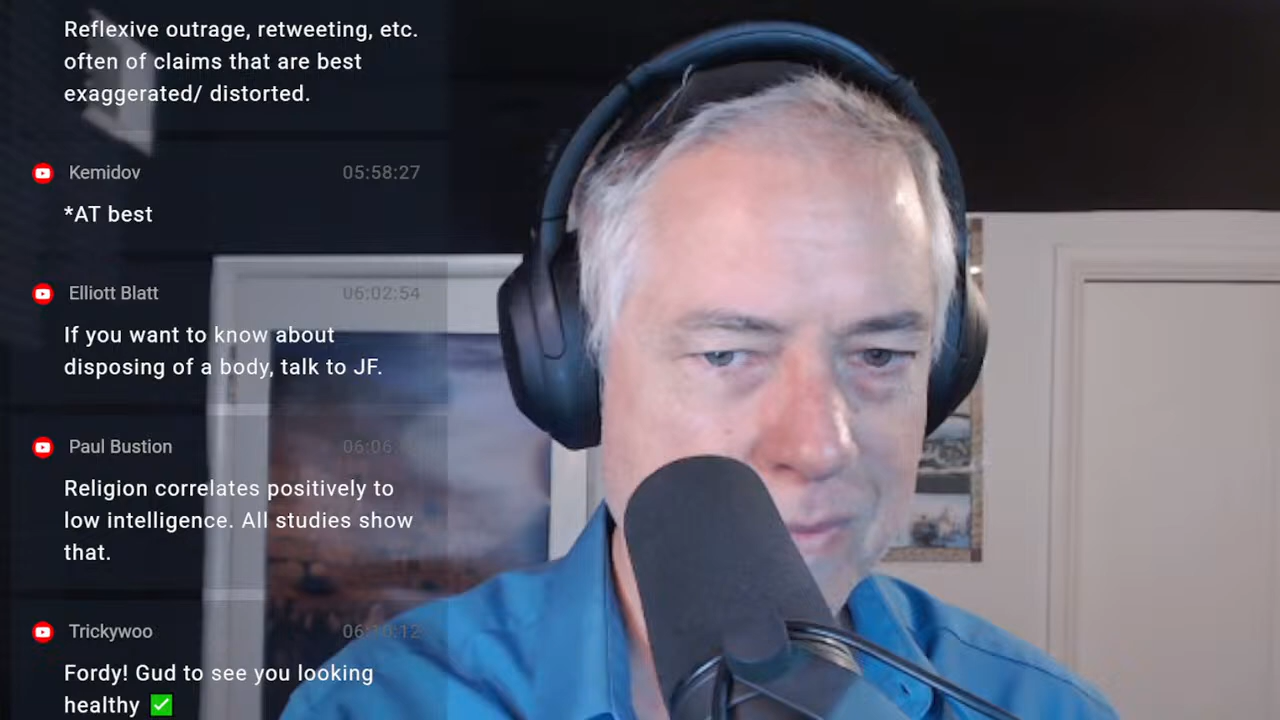 Reflexive outrage, retweeting, etc.
often of claims that are best
exaggerated/ distorted.
Kemidov 05:58:27
*AT best
Elliott Blatt 06:02:54
If you want to know about
disposing of a body, talk to JF.
Paul Bustion 06:06
Religion correlates positively to
low intelligence. All studies show
that.
Trickywoo
Fordy! Gud to see you looking
healthy ✅